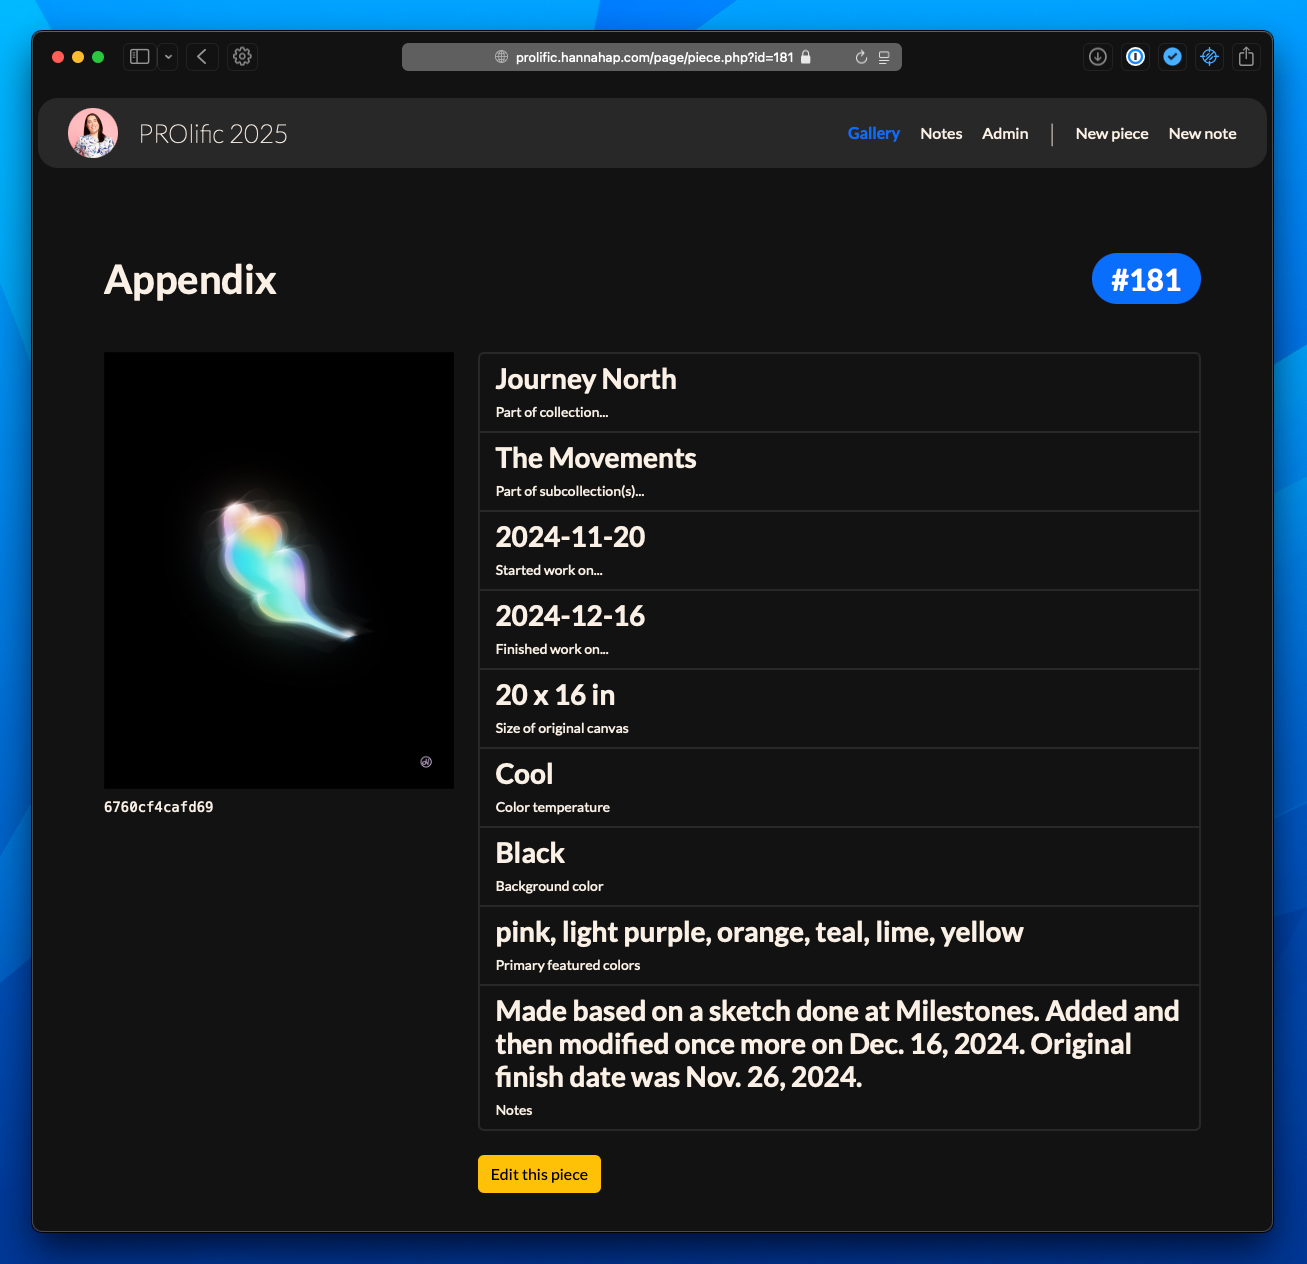 prolific.hannahap.com/page/piece.php?id=181
PROlific 2025
Gallery Notes Admin | New piece New note
Appendix
#181
6760cf4cafd69
Journey North
Part of collection...
The Movements
Part of subcollection(s)...
2024-11-20
Started work on...
2024-12-16
Finished work on...
20 x 16 in
Size of original canvas
Cool
Color temperature
Black
Background color
pink, light purple, orange, teal, lime, yellow
Primary featured colors
Made based on a sketch done at Milestones. Added and
then modified once more on Dec. 16, 2024. Original
finish date was Nov. 26, 2024.
Notes
Edit this piece